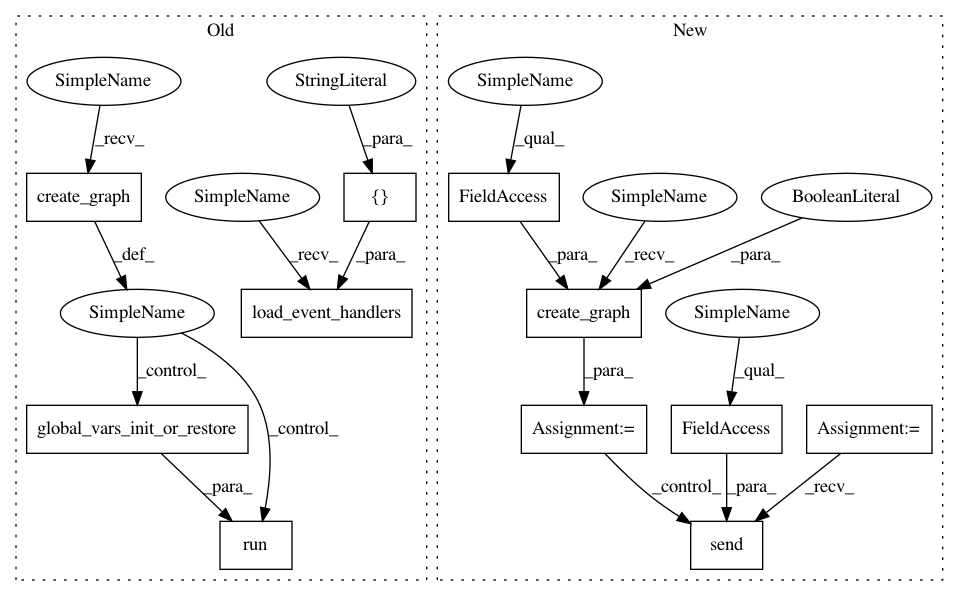 Old
New
SimpleName
StringLiteral
SimpleName
_recv_
_para_
_qual_
create_graph
SimpleName
{}
FieldAccess
SimpleName
BooleanLiteral
_def_
_recv_
_para_
_para_
_recv_
_para_
SimpleName
load_event_handlers
create_graph
SimpleName
_control_
_control_
_para_
_qual_
global_vars_init_or_restore
Assignment:=
FieldAccess
Assignment:=
_para_
_control_
_para_
_recv_
run
send